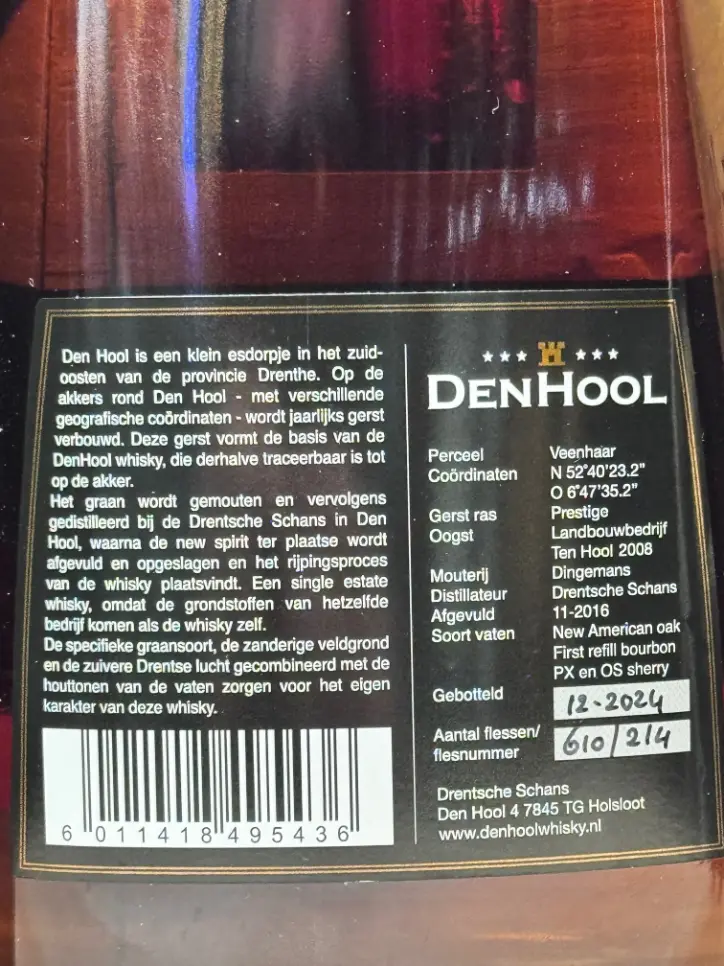 Den Hool is een klein esdorpje in het zuid-
oosten van de provincie Drenthe. Op de
akkers rond Den Hool - met verschillende
geografische coördinaten - wordt jaarlijks gerst
verbouwd. Deze gerst vormt de basis van de
DenHool whisky, die derhalve traceerbaar is tot
op de akker.
Het graan wordt gemouten en vervolgens
gedistilleerd bij de Drentsche Schans in Den
Hool, waarna de new spirit ter plaatse wordt
afgevuld en opgeslagen en het rijpingsproces
van de whisky plaatsvindt. Een single estate
whisky, omdat de grondstoffen van hetzelfde
bedrijf komen als de whisky zelf.
De specifieke graansoort, de zanderige veldgrond
en de zuivere Drentse lucht gecombineerd met de
houttonen van de vaten zorgen voor het eigen
karakter van deze whisky.
6 011418 495436
DENHOOL
Perceel Veenhaar
Coördinaten N 52°40'23.2"
O 6°47'35.2"
Gerst ras Prestige
Oogst Landbouwbedrijf
Ten Hool 2008
Mouterij Dingemans
Distillateur Drentsche Schans
Afgevuld 11-2016
Soort vaten New American oak
First refill bourbon
PX en OS sherry
Gebotteld 12-2024
Aantal flessen/
flesnummer 610/214
Drentsche Schans
Den Hool 4 7845 TG Holsloot
www.denhoolwhisky.nl